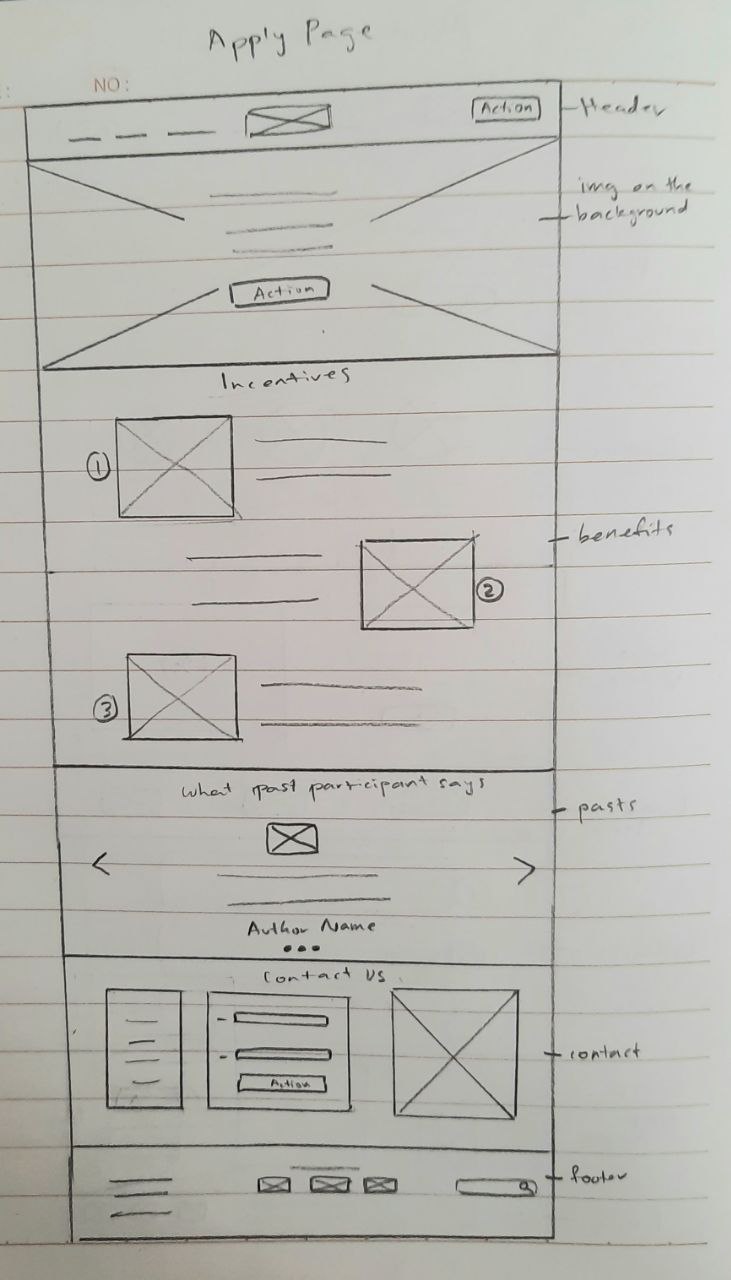 Apply Page
NO:
Action
Header
img on the
background
Action
Incentives
1
benefits
2
3
What past participant says
pasts
Author Name
Contact Us
Action
contact
footer